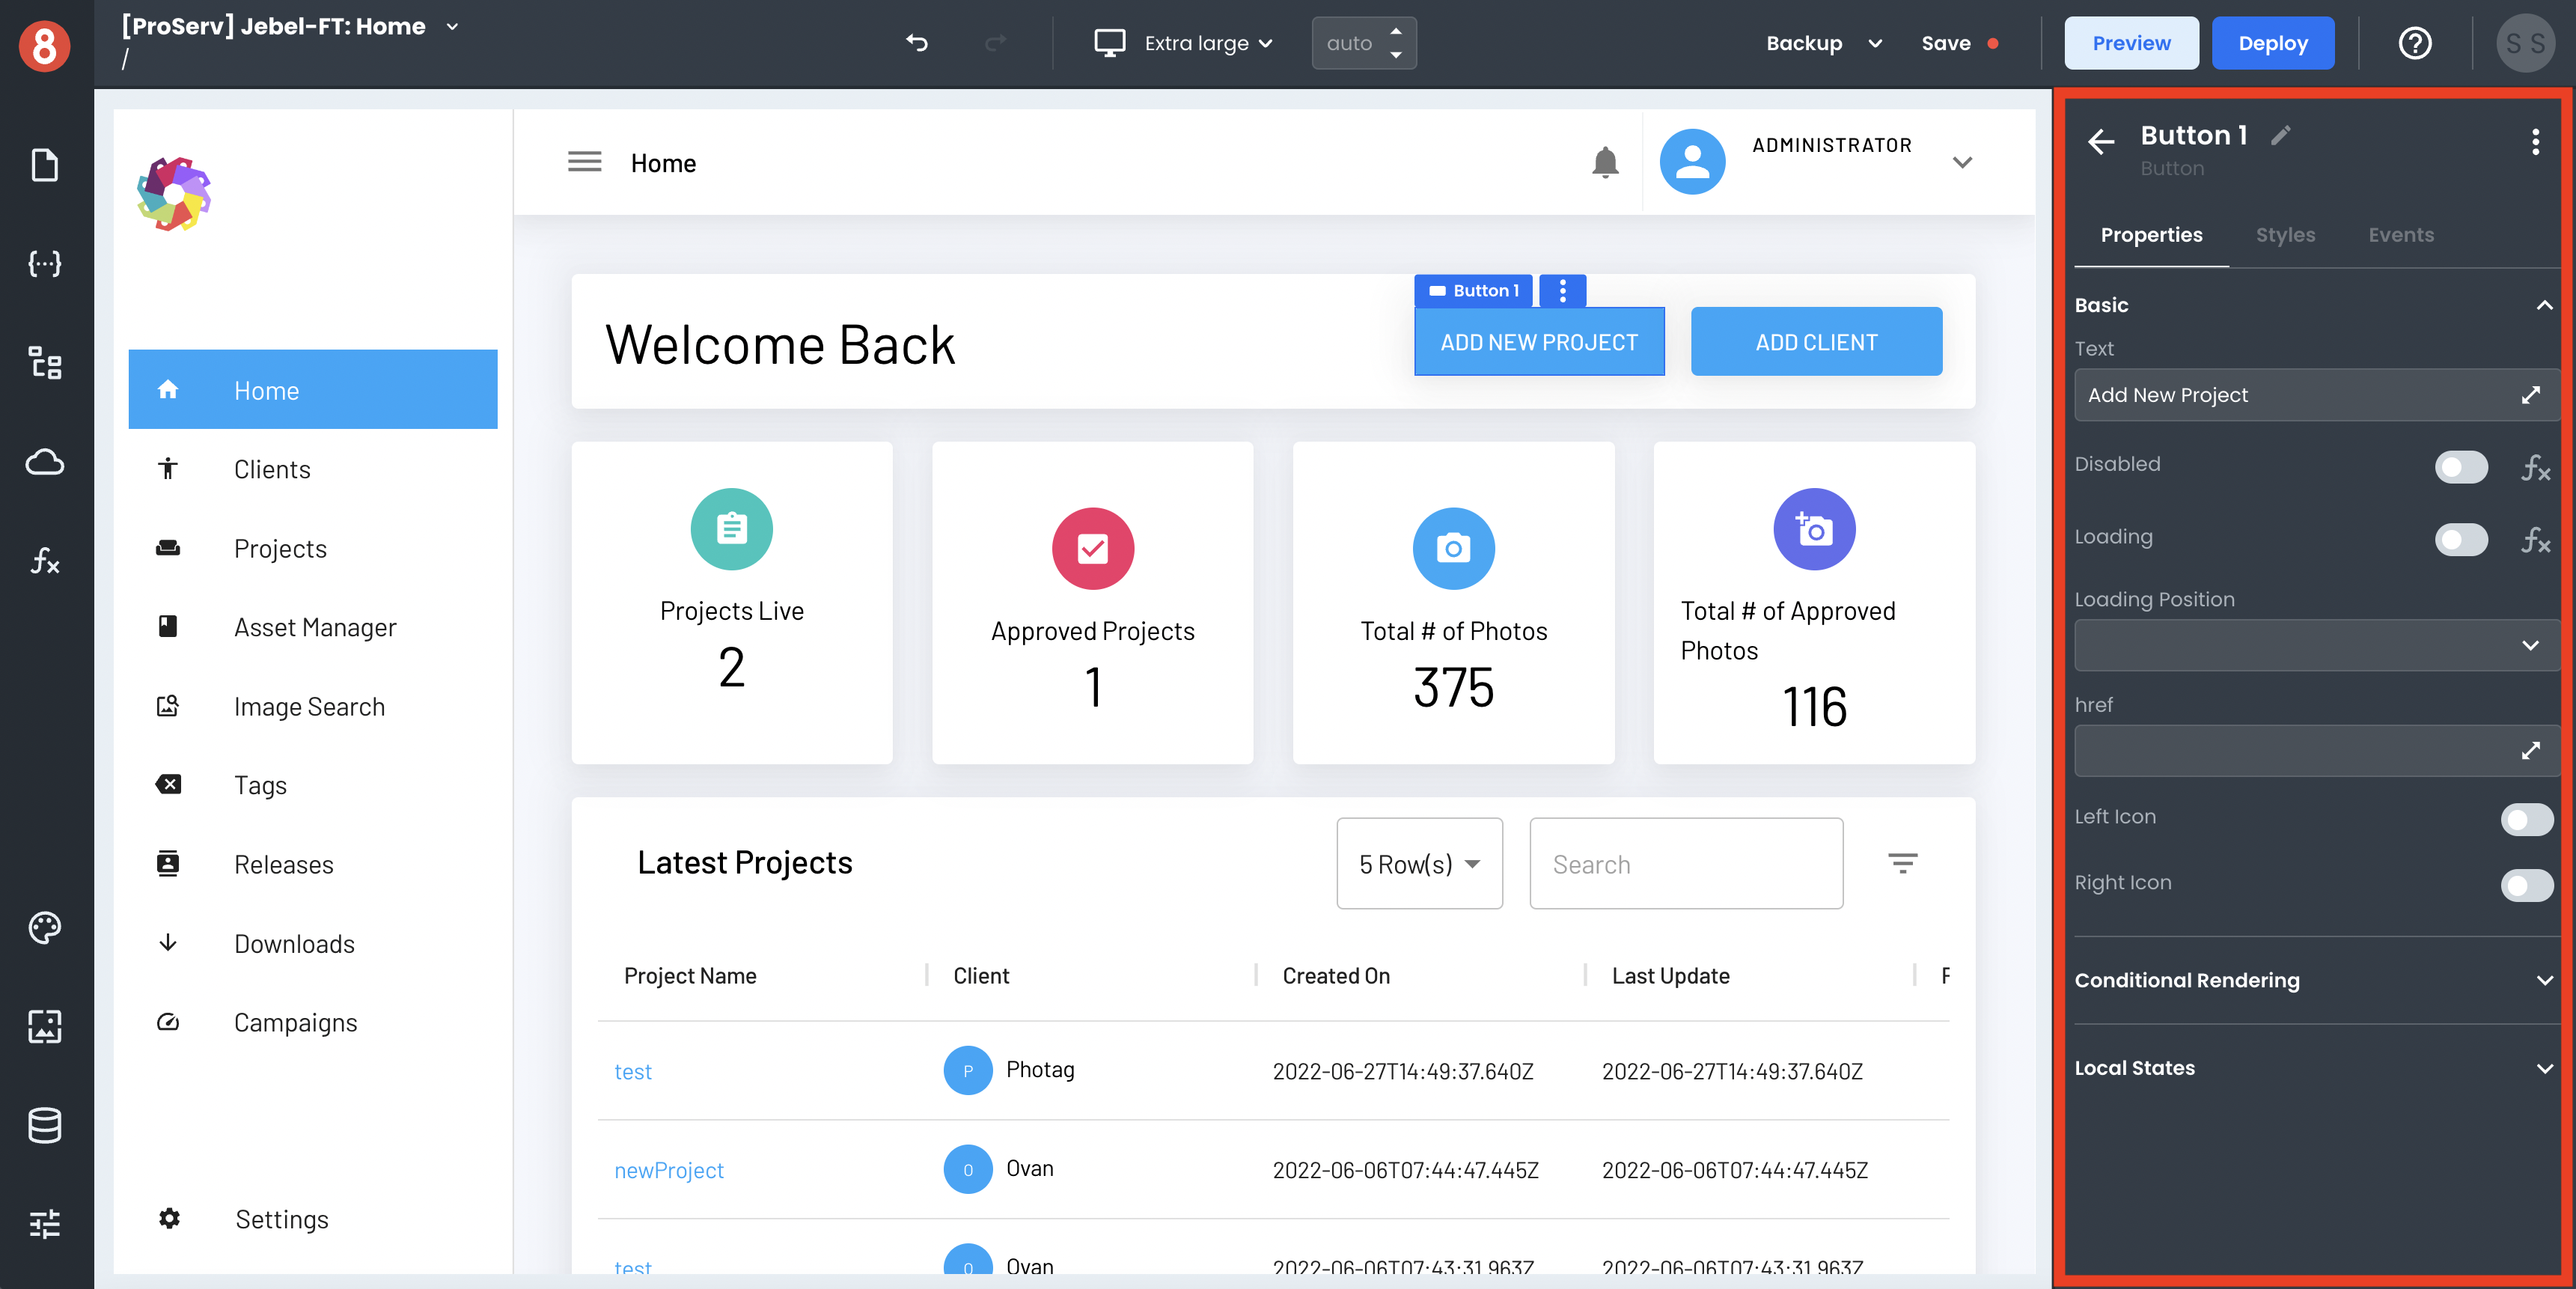 8
[ProServ] Jebel-FT: Home
/
Extra large
auto
Backup
Save
Preview
Deploy
?
S S
Home
ADMINISTRATOR
Home
Clients
Projects
Asset Manager
Image Search
Tags
Releases
Downloads
Campaigns
Settings
Welcome Back
Button 1
ADD NEW PROJECT
ADD CLIENT
Projects Live
2
Approved Projects
1
Total # of Photos
375
Total # of Approved
Photos
116
Latest Projects
5 Row(s)
Search
Project Name
Client
Created On
Last Update
test
P
Photag
2022-06-27T14:49:37.640Z
2022-06-27T14:49:37.640Z
newProject
O
Ovan
2022-06-06T07:44:47.445Z
2022-06-06T07:44:47.445Z
test
O
Ovan
2022-06-06T07:43:31.963Z
2022-06-06T07:43:31.963Z
Button 1
Button
Properties
Styles
Events
Basic
Text
Add New Project
Disabled
fx
Loading
fx
Loading Position
href
Left Icon
Right Icon
Conditional Rendering
Local States
fx